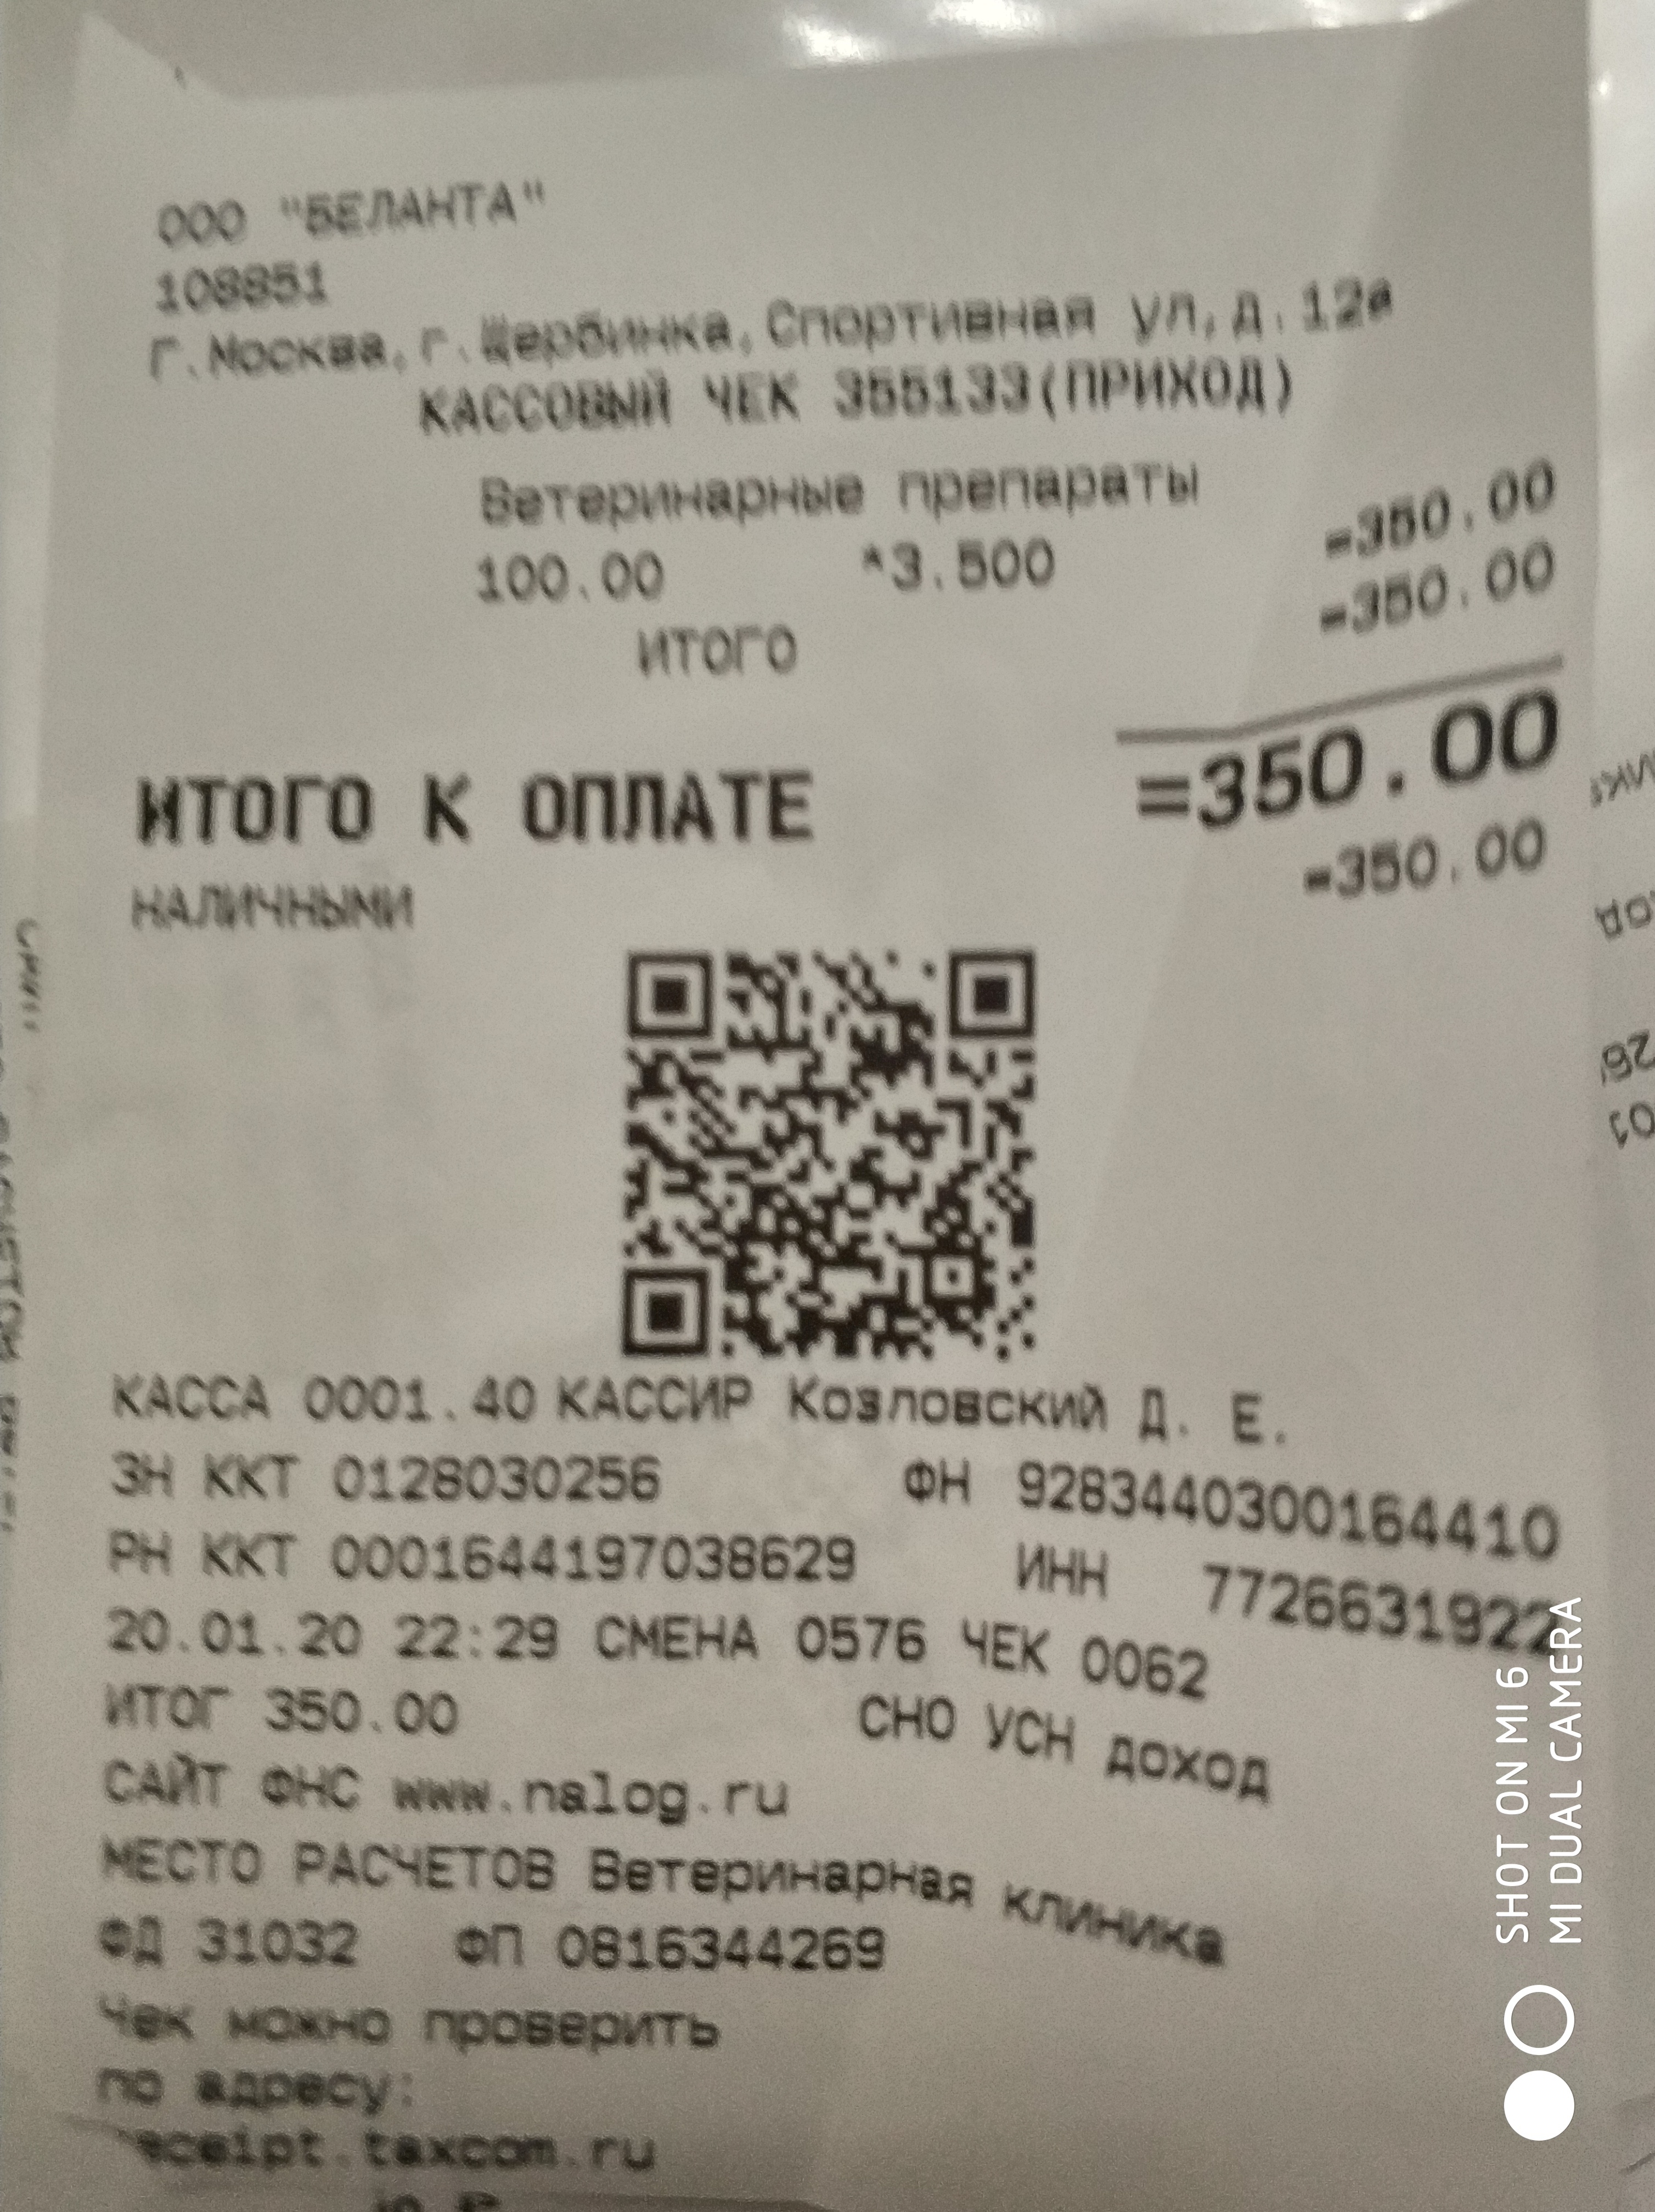 ООО "БЕЛАНТА"
108851
Г.Москва, г.Щербинка, Спортивная ул, д.12а
КАССОВЫЙ ЧЕК 355133(ПРИХОД)
Ветеринарные препараты
100.00 *3.500 =350.00
ИТОГО =350.00
ИТОГО К ОПЛАТЕ =350.00
НАЛИЧНЫМИ =350.00
КАССА 0001.40 КАССИР Козловский Д. Е.
ЗН ККТ 0128030256 ФН 9283440300164410
РН ККТ 0001644197038629 ИНН 7726631922
20.01.20 22:29 СМЕНА 0576 ЧЕК 0062
ИТОГ 350.00 СНО УСН доход
САЙТ ФНС www.nalog.ru
МЕСТО РАСЧЕТОВ Ветеринарная клиника
ФД 31032 ФП 0816344269
Чек можно проверить
по адресу:
receipt.taxcom.ru
SHOT ON MI 6
MI DUAL CAMERA